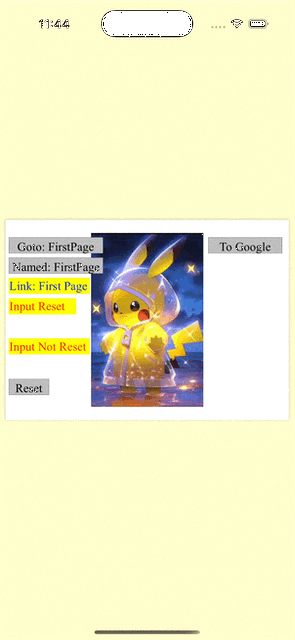 11:44
Goto: FirstPage
To Google
Named: FirstPage
Link: First Page
Input Reset
Input Not Reset
Reset